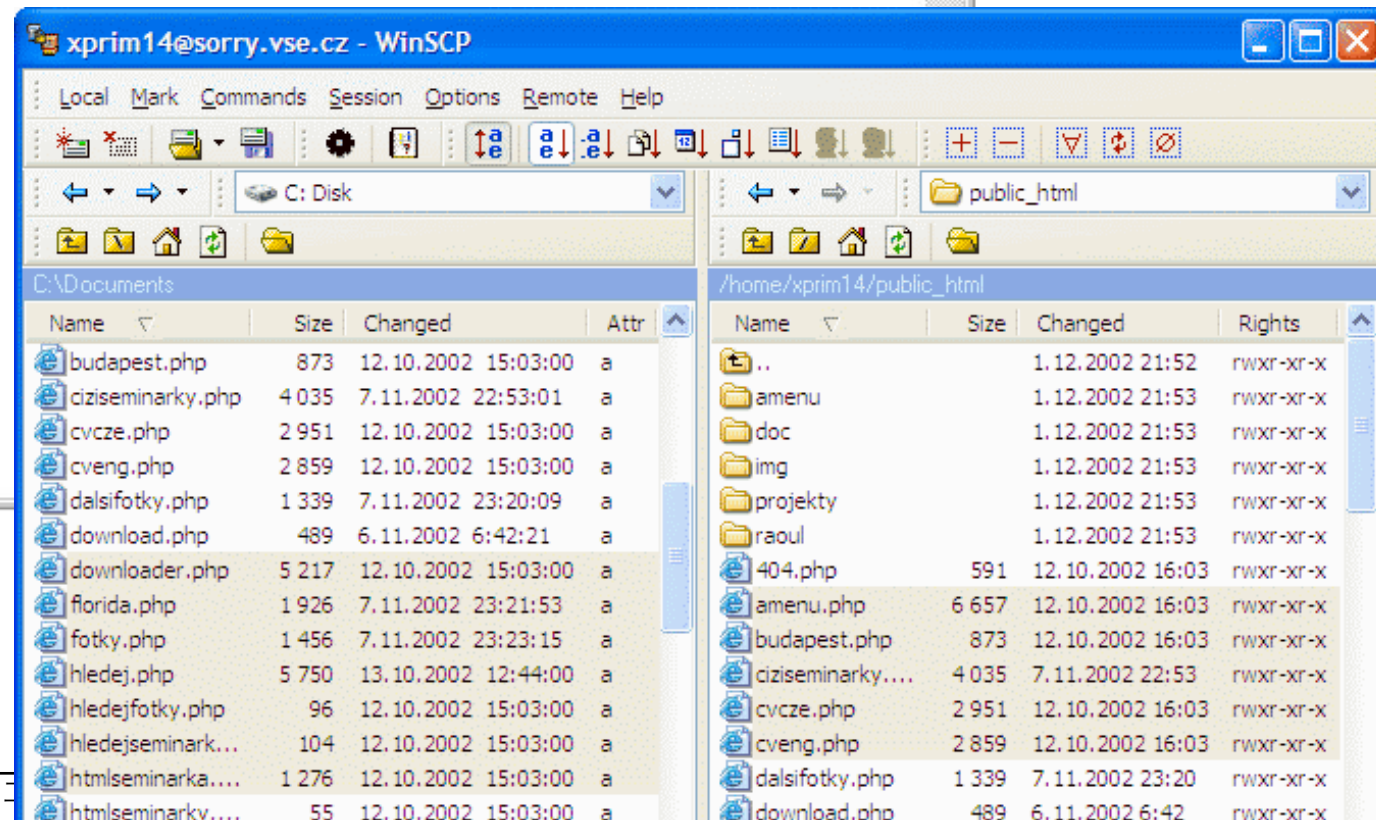 xprim14@sorry.vse.cz - WinSCP
Local Mark Commands Session Options Remote Help
C: Disk
public_html
C:\Documents
/home/xprim14/public_html
Name Size Changed Attr
budapest.php 873 12.10.2002 15:03:00 a
ciziseminarky.php 4 035 7.11.2002 22:53:01 a
cvcze.php 2 951 12.10.2002 15:03:00 a
cveng.php 2 859 12.10.2002 15:03:00 a
dalsifotky.php 1 339 7.11.2002 23:20:09 a
download.php 489 6.11.2002 6:42:21 a
downloader.php 5 217 12.10.2002 15:03:00 a
florida.php 1 926 7.11.2002 23:21:53 a
fotky.php 1 456 7.11.2002 23:23:15 a
hledej.php 5 750 13.10.2002 12:44:00 a
hledejfotky.php 96 12.10.2002 15:03:00 a
hledejseminark... 104 12.10.2002 15:03:00 a
htmlseminarka.... 1 276 12.10.2002 15:03:00 a
htmlseminarky.... 55 12.10.2002 15:03:00 a
Name Size Changed Rights
.. 1.12.2002 21:52 rwxr-xr-x
amenu 1.12.2002 21:53 rwxr-xr-x
doc 1.12.2002 21:53 rwxr-xr-x
img 1.12.2002 21:53 rwxr-xr-x
projekty 1.12.2002 21:53 rwxr-xr-x
raoul 1.12.2002 21:53 rwxr-xr-x
404.php 591 12.10.2002 16:03 rwxr-xr-x
amenu.php 6 657 12.10.2002 16:03 rwxr-xr-x
budapest.php 873 12.10.2002 16:03 rwxr-xr-x
ciziseminarky.... 4 035 7.11.2002 22:53 rwxr-xr-x
cvcze.php 2 951 12.10.2002 16:03 rwxr-xr-x
cveng.php 2 859 12.10.2002 16:03 rwxr-xr-x
dalsifotky.php 1 339 7.11.2002 23:20 rwxr-xr-x
download.php 489 6.11.2002 6:42 rwxr-xr-x